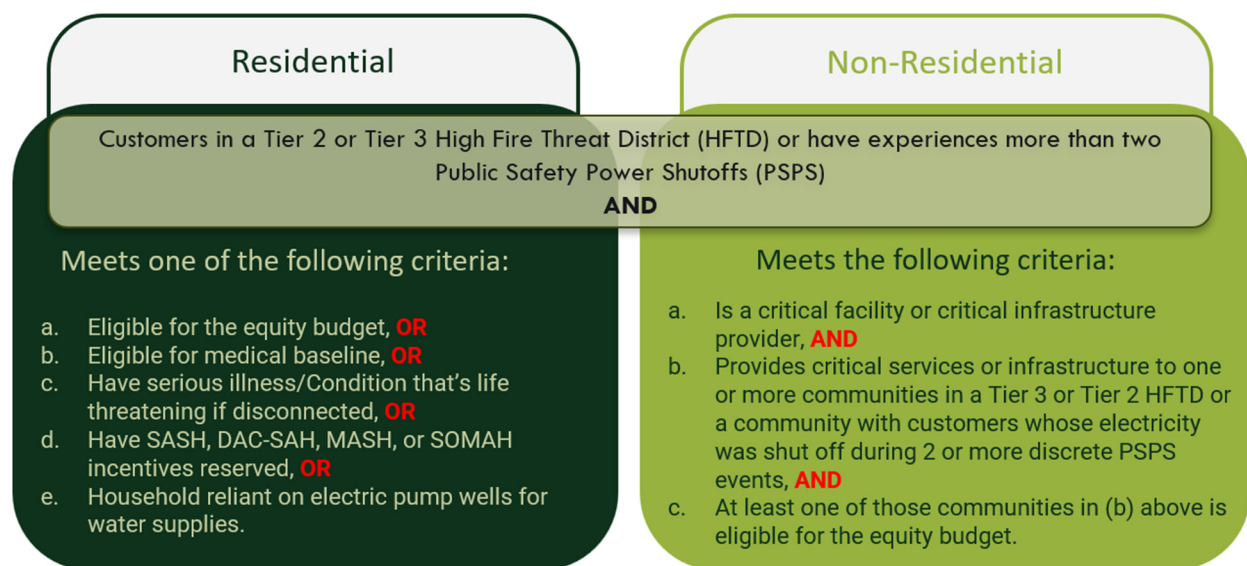 Residential
Non-Residential
Customers in a Tier 2 or Tier 3 High Fire Threat District (HFTD) or have experiences more than two
Public Safety Power Shutoffs (PSPS)
AND
Meets one of the following criteria:
a. Eligible for the equity budget, OR
b. Eligible for medical baseline, OR
c. Have serious illness/Condition that's life
threatening if disconnected, OR
d. Have SASH, DAC-SAH, MASH, or SOMAH
incentives reserved, OR
e. Household reliant on electric pump wells for
water supplies.
Meets the following criteria:
a. Is a critical facility or critical infrastructure
provider, AND
b. Provides critical services or infrastructure to one
or more communities in a Tier 3 or Tier 2 HFTD or
a community with customers whose electricity
was shut off during 2 or more discrete PSPS
events, AND
c. At least one of those communities in (b) above is
eligible for the equity budget.